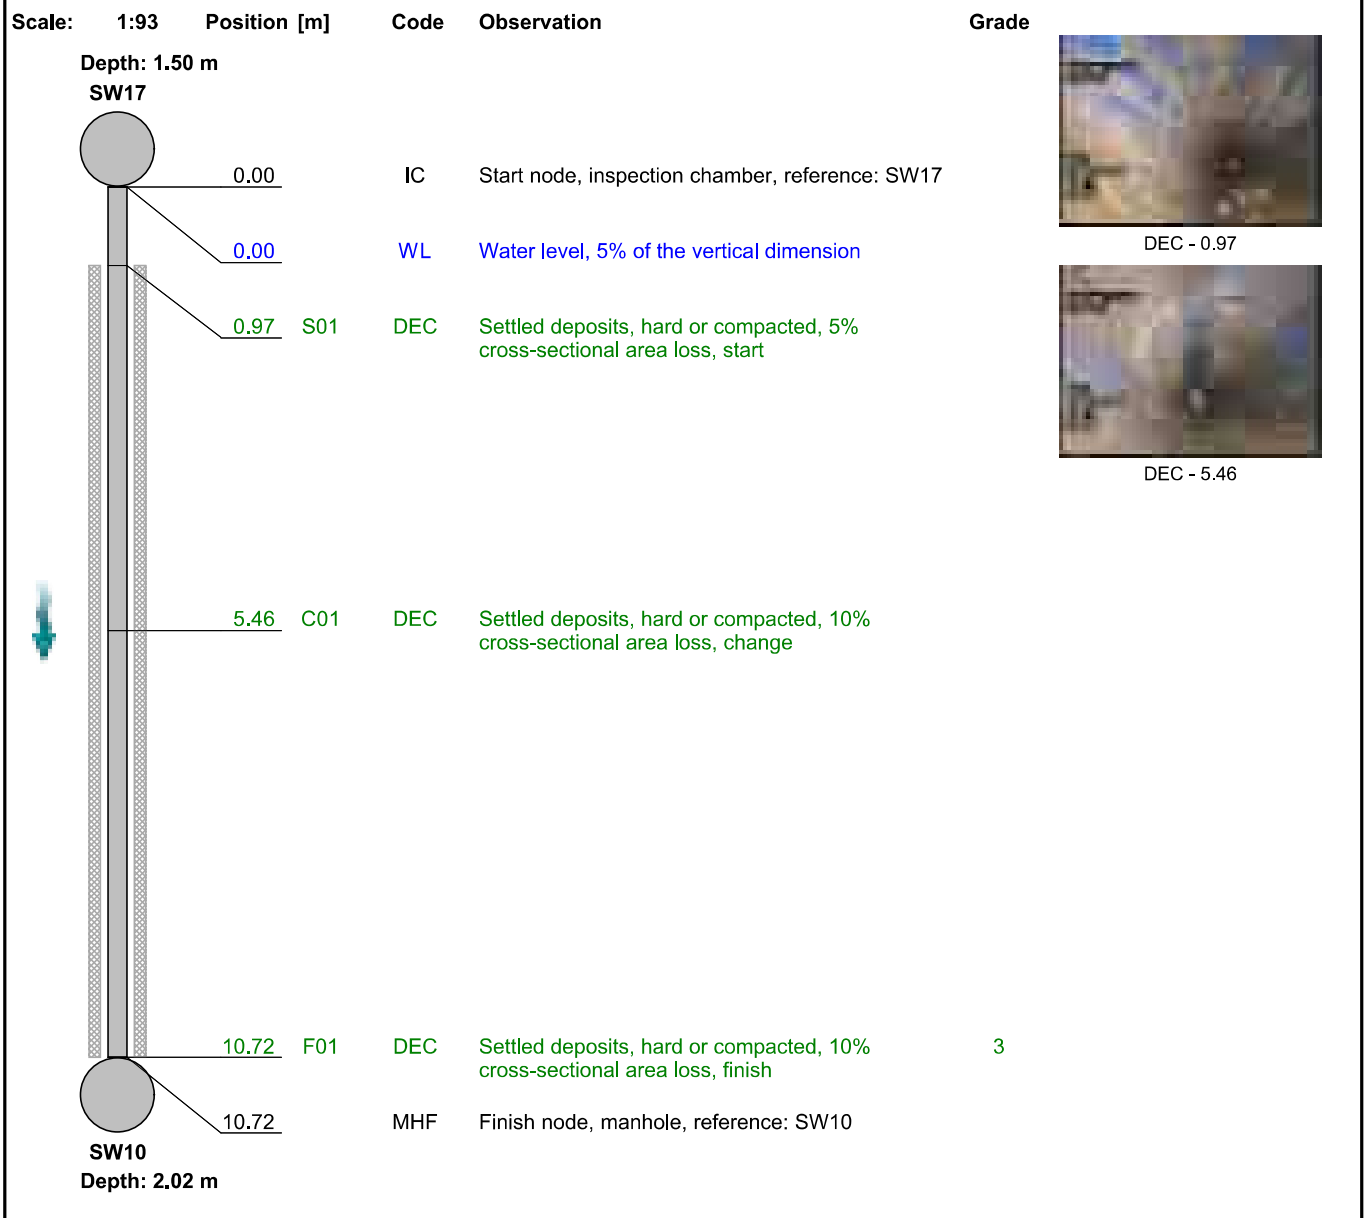 Scale: 1:93 Position [m] Code Observation Grade
Depth: 1.50 m
SW17
0.00 IC Start node, inspection chamber, reference: SW17
0.00 WL Water level, 5% of the vertical dimension
0.97 S01 DEC Settled deposits, hard or compacted, 5%
cross-sectional area loss, start
5.46 C01 DEC Settled deposits, hard or compacted, 10%
cross-sectional area loss, change
10.72 F01 DEC Settled deposits, hard or compacted, 10% 3
cross-sectional area loss, finish
10.72 MHF Finish node, manhole, reference: SW10
SW10
Depth: 2.02 m
DEC - 0.97
DEC - 5.46